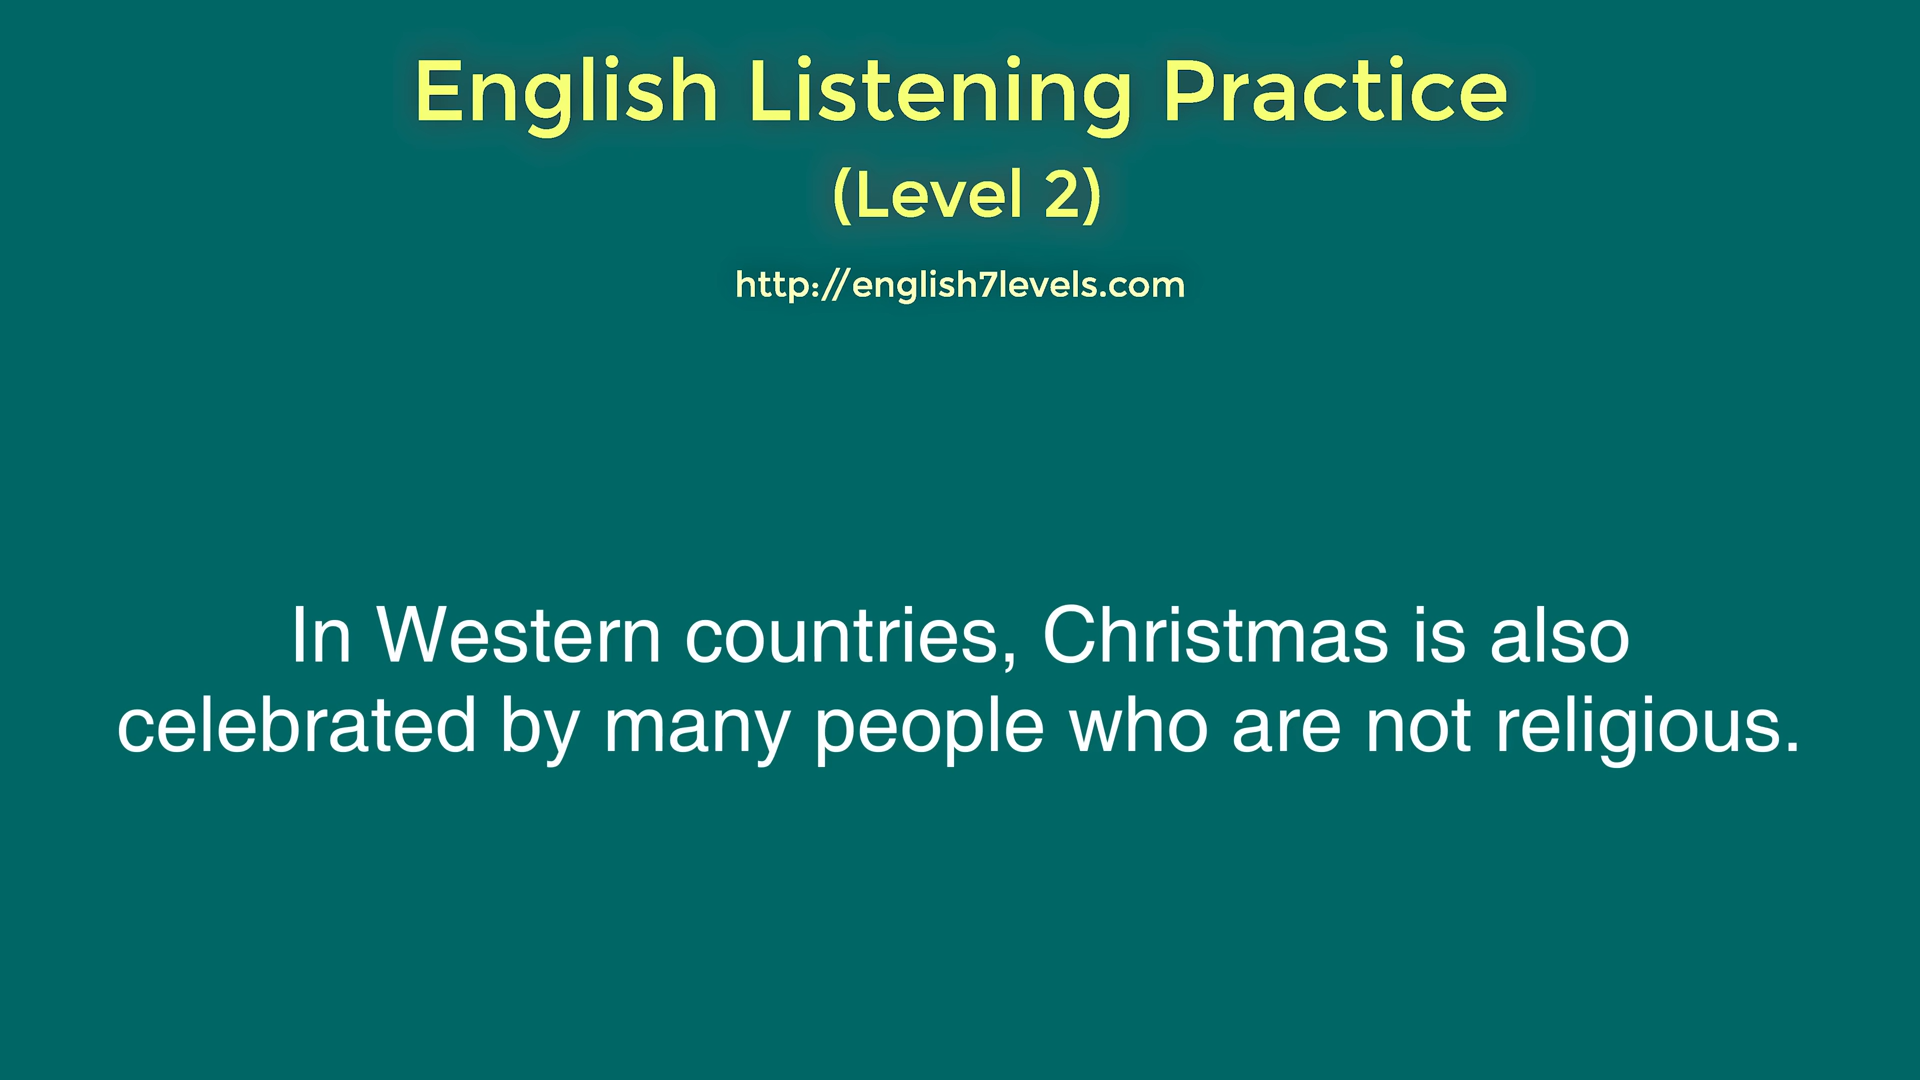 English Listening Practice
(Level 2)
http://english7levels.com
In Western countries, Christmas is also
celebrated by many people who are not religious.